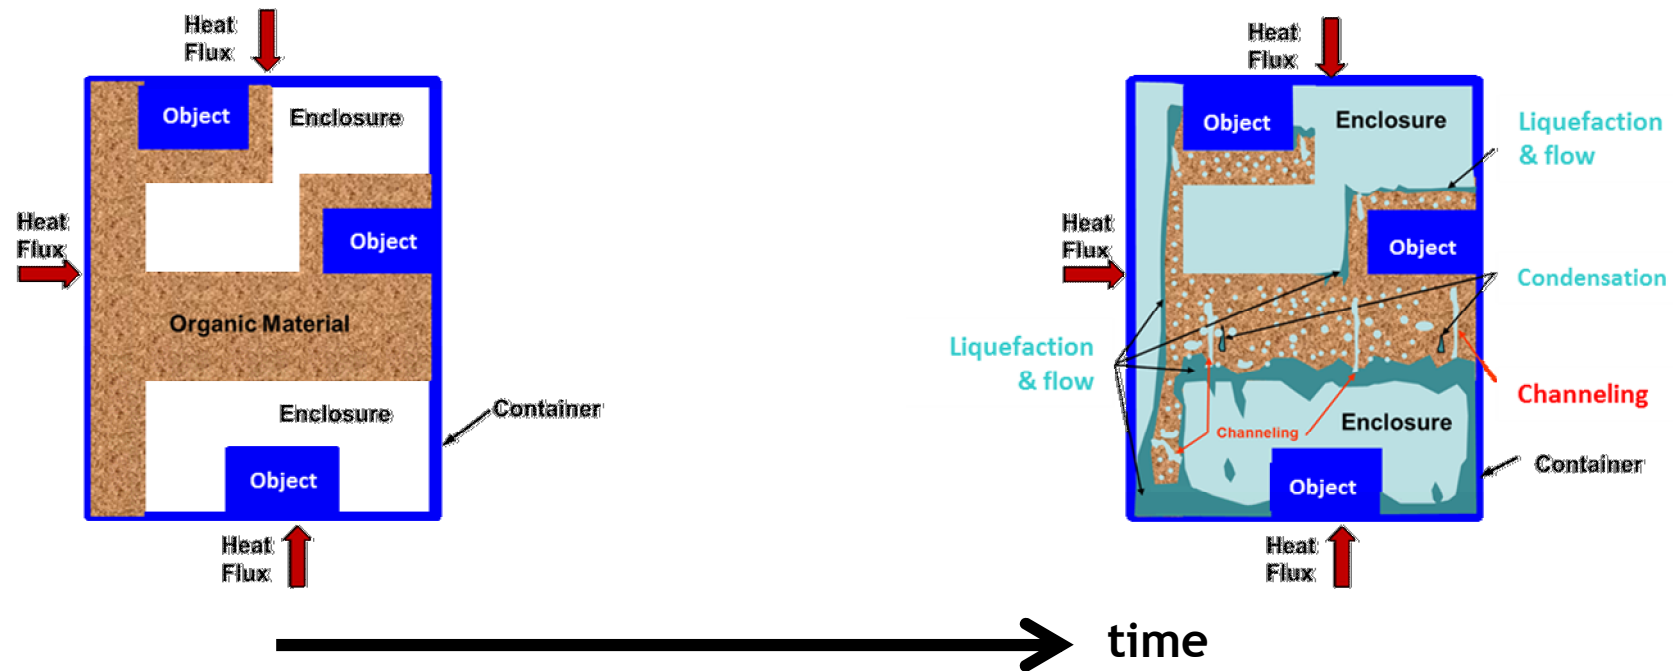 Heat
Flux
Object
Enclosure
Heat
Flux
Object
Organic Material
Enclosure
Container
Object
Heat
Flux
Heat
Flux
Object
Enclosure
Liquefaction
& flow
Heat
Flux
Object
Condensation
Liquefaction
& flow
Channeling
Channeling
Enclosure
Container
Object
Heat
Flux
time